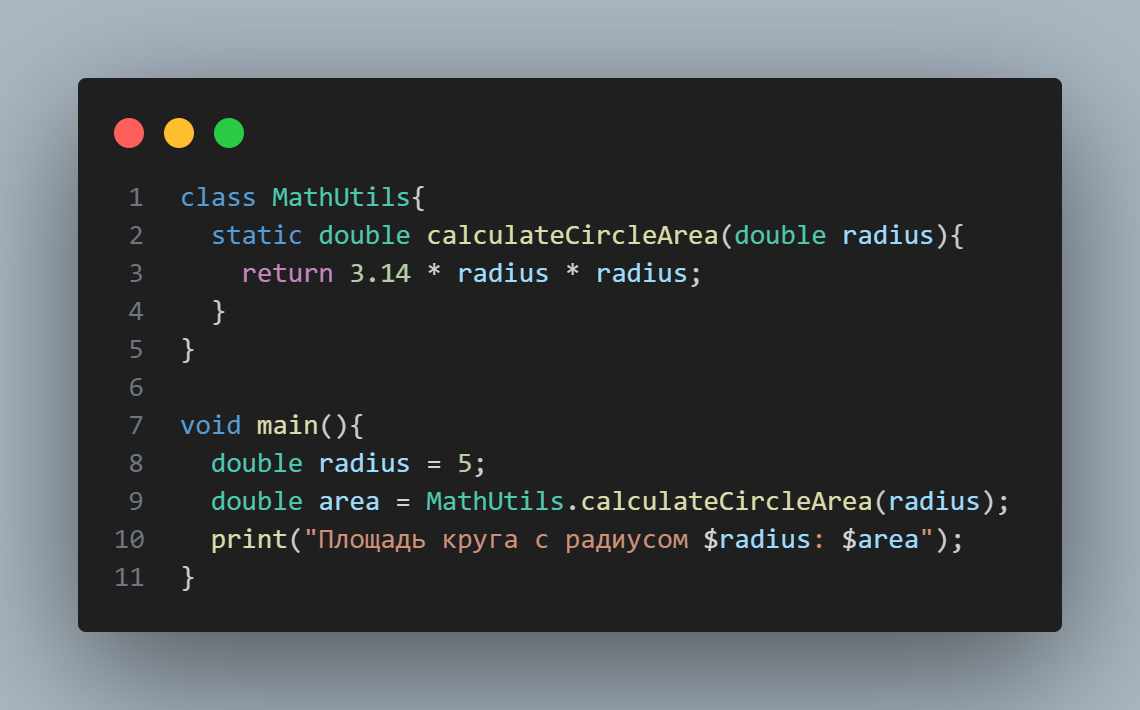 1 class MathUtils{
2   static double calculateCircleArea(double radius){
3     return 3.14 * radius * radius;
4   }
5 }
6
7 void main(){
8   double radius = 5;
9   double area = MathUtils.calculateCircleArea(radius);
10   print("Площадь круга с радиусом $radius: $area");
11 }